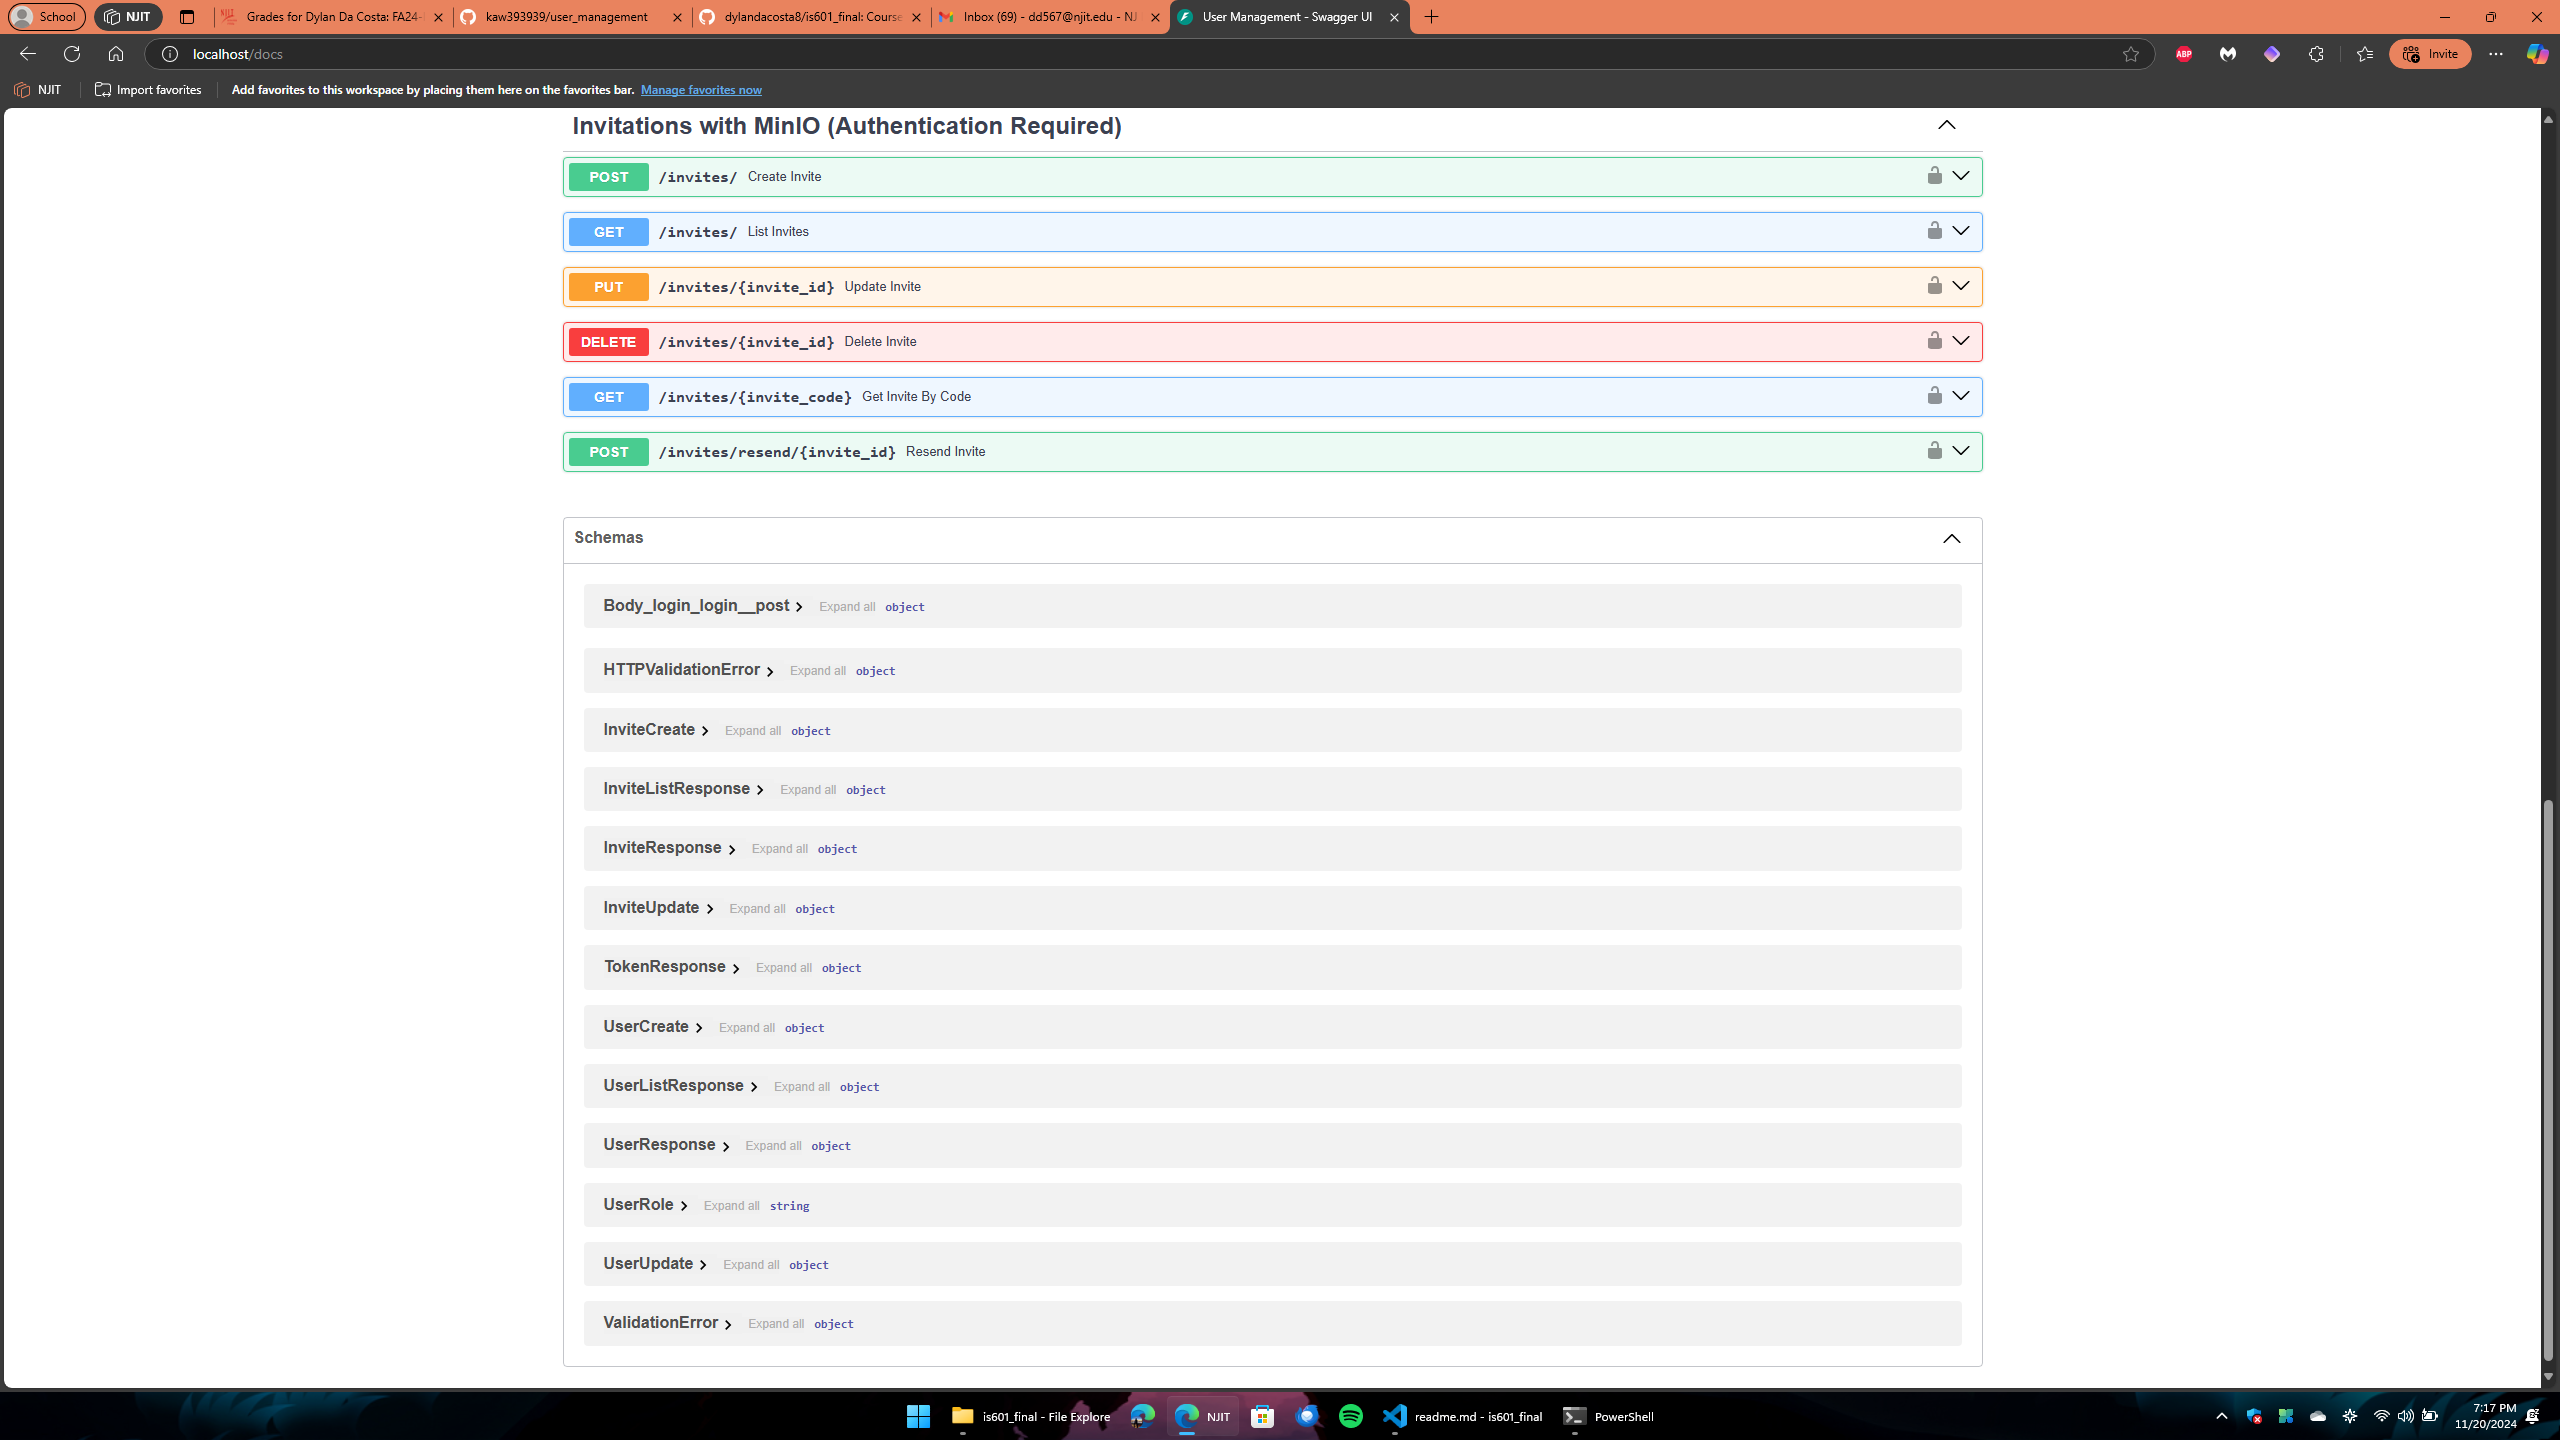 School
NJIT
Grades for Dylan Da Costa: FA24-
kaw393939/user_management
dylandacosta8/is601_final: Course
Inbox (69) - dd567@njit.edu - NJ
User Management - Swagger UI
localhost/docs
ABP
Invite
NJIT
Import favorites
Add favorites to this workspace by placing them here on the favorites bar. Manage favorites now
Invitations with MinIO (Authentication Required)
POST /invites/ Create Invite
GET /invites/ List Invites
PUT /invites/{invite_id} Update Invite
DELETE /invites/{invite_id} Delete Invite
GET /invites/{invite_code} Get Invite By Code
POST /invites/resend/{invite_id} Resend Invite
Schemas
Body_login_login__post Expand all object
HTTPValidationError Expand all object
InviteCreate Expand all object
InviteListResponse Expand all object
InviteResponse Expand all object
InviteUpdate Expand all object
TokenResponse Expand all object
UserCreate Expand all object
UserListResponse Expand all object
UserResponse Expand all object
UserRole Expand all string
UserUpdate Expand all object
ValidationError Expand all object
is601_final - File Explore
NJIT
readme.md - is601_final
PowerShell
7:17 PM
11/20/2024